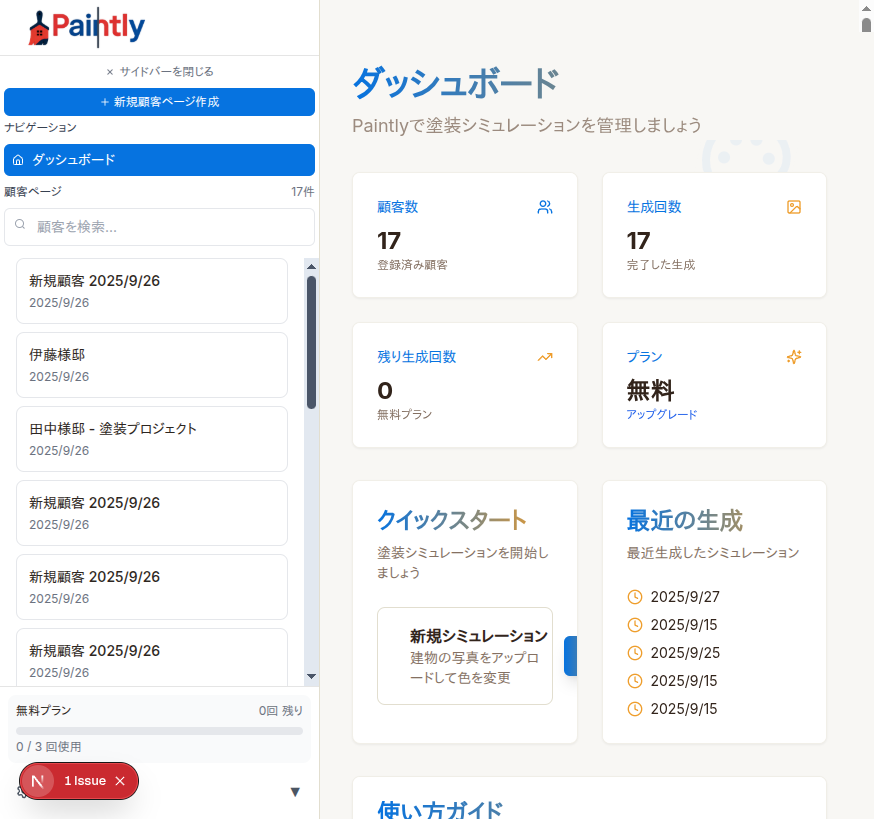 Paintly
× サイドバーを閉じる
+ 新規顧客ページ作成
ナビゲーション
ダッシュボード
顧客ページ 17件
顧客を検索...
新規顧客 2025/9/26
2025/9/26
伊藤様邸
2025/9/26
田中様邸 - 塗装プロジェクト
2025/9/26
新規顧客 2025/9/26
2025/9/26
新規顧客 2025/9/26
2025/9/26
新規顧客 2025/9/26
2025/9/26
無料プラン 0回 残り
0 / 3 回使用
N 1 Issue ×
▼
ダッシュボード
Paintlyで塗装シミュレーションを管理しましょう
顧客数
17
登録済み顧客
生成回数
17
完了した生成
残り生成回数
0
無料プラン
プラン
無料
アップグレード
クイックスタート
塗装シミュレーションを開始し
ましょう
新規シミュレーション
建物の写真をアップロ
ードして色を変更
最近の生成
最近生成したシミュレーション
2025/9/27
2025/9/15
2025/9/25
2025/9/15
2025/9/15
使い方ガイド